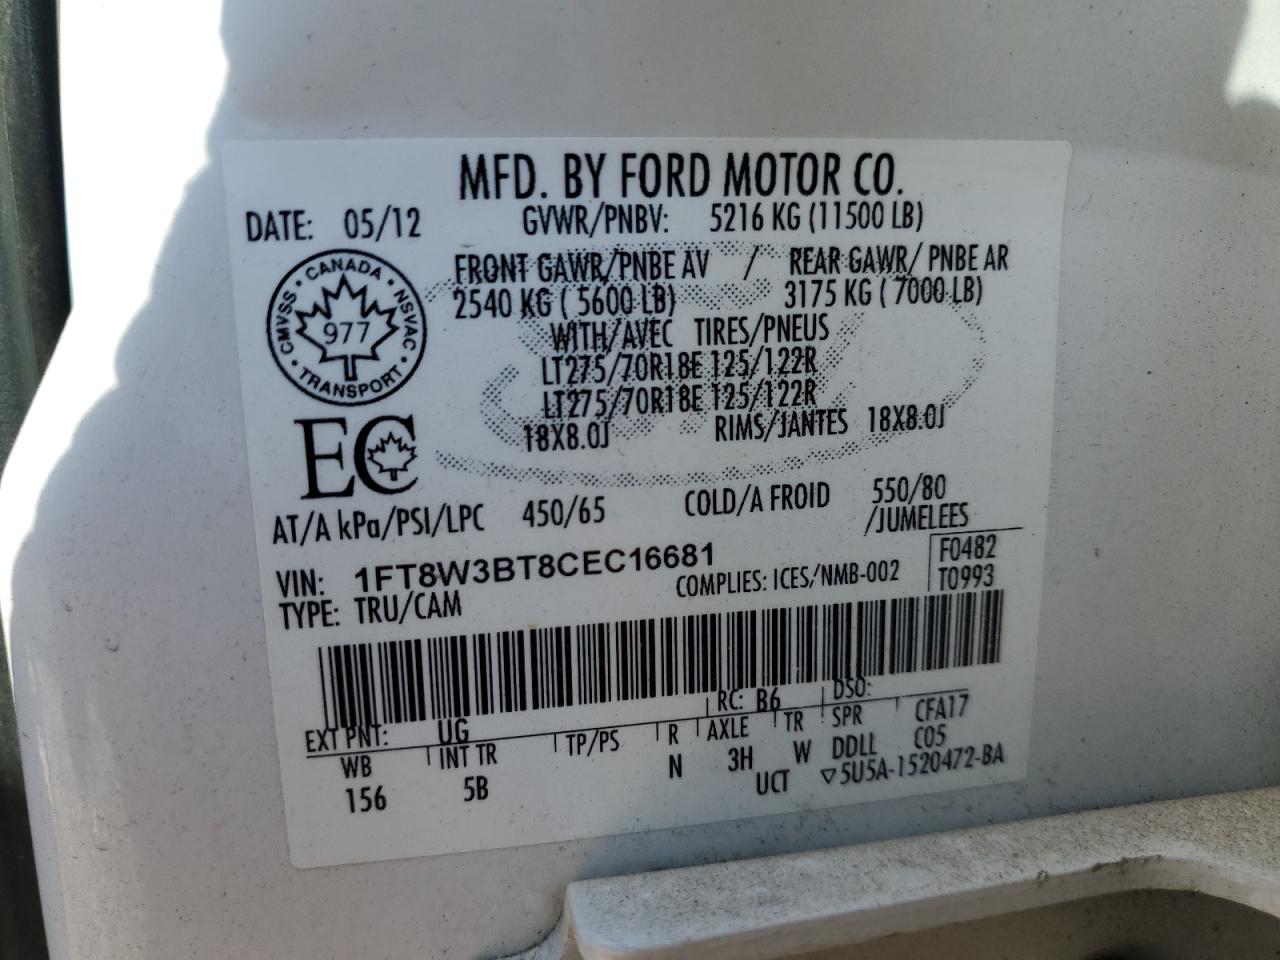 MFD. BY FORD MOTOR CO.
DATE: 05/12 GVWR/PNBV: 5216 KG (11500 LB)
FRONT GAWR/PNBE AV / REAR GAWR/ PNBE AR
2540 KG ( 5600 LB) 3175 KG ( 7000 LB)
WITH/AVEC TIRES/PNEUS
LT275/70R18E 125/122R
LT275/70R18E 125/122R
18X8.0J RIMS/JANTES 18X8.0J
CANADA
CMVSS • NSVAC
977
TRANSPORT
EC
AT/A kPa/PSI/LPC 450/65 COLD/A FROID 550/80
/JUMELEES
VIN: 1FT8W3BT8CEC16681
F0482
TYPE: TRU/CAM COMPLIES: ICES/NMB-002 T0993
EXT PNT: UG RC: B6 DSO:
WB INT TR TP/PS R AXLE TR SPR CFA17
156 5B N 3H W DDLL C05
UCT ▽5U5A-1520472-BA